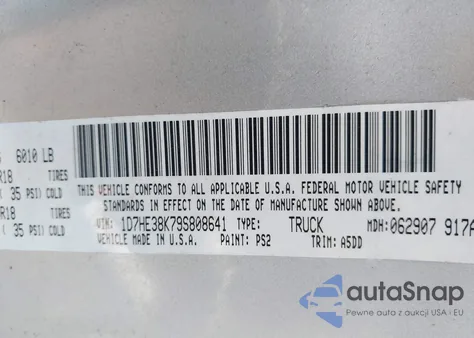 6010 LB
R18 TIRES
35 PSI) COLD
R18 TIRES
35 PSI) COLD
THIS VEHICLE CONFORMS TO ALL APPLICABLE U.S.A. FEDERAL MOTOR VEHICLE SAFETY
STANDARDS IN EFFECT ON THE DATE OF MANUFACTURE SHOWN ABOVE.
VIN: 1D7HE38K79S808641 TYPE: TRUCK MDH: 062907 917A
VEHICLE MADE IN U.S.A. PAINT: PS2 TRIM: A5DD
autoSnap
Pewne auta z aukcji USA i EU